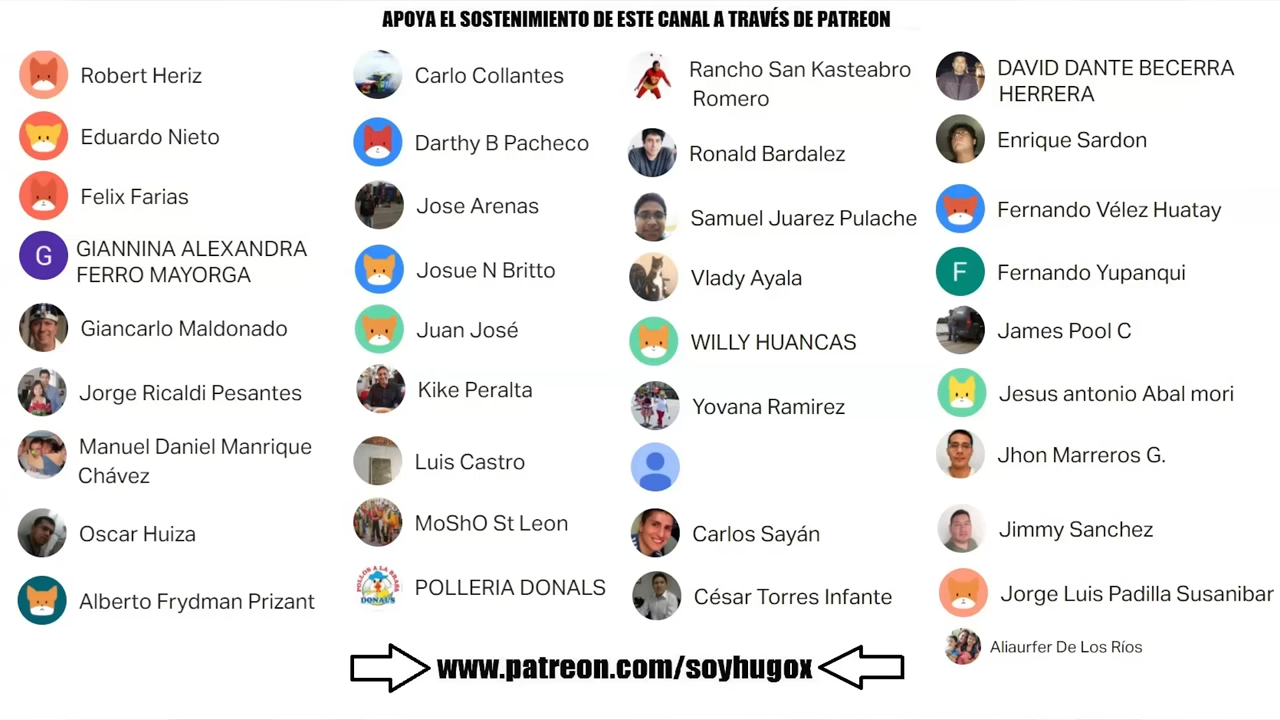 APOYA EL SOSTENIMIENTO DE ESTE CANAL A TRAVÉS DE PATREON
Robert Heriz
Eduardo Nieto
Felix Farias
G
GIANNINA ALEXANDRA
FERRO MAYORGA
Giancarlo Maldonado
Jorge Ricaldi Pesantes
Manuel Daniel Manrique
Chávez
Oscar Huiza
Alberto Frydman Prizant
Carlo Collantes
Darthy B Pacheco
Jose Arenas
Josue N Britto
Juan José
Kike Peralta
Luis Castro
MoShO St Leon
POLLOS A LA BRASA
DONALS
POLLERIA DONALS
Rancho San Kasteabro
Romero
Ronald Bardalez
Samuel Juarez Pulache
Vlady Ayala
WILLY HUANCAS
Yovana Ramirez
Carlos Sayán
César Torres Infante
DAVID DANTE BECERRA
HERRERA
Enrique Sardon
Fernando Vélez Huatay
F
Fernando Yupanqui
James Pool C
Jesus antonio Abal mori
Jhon Marreros G.
Jimmy Sanchez
Jorge Luis Padilla Susanibar
Aliaurfer De Los Ríos
www.patreon.com/soyhugox